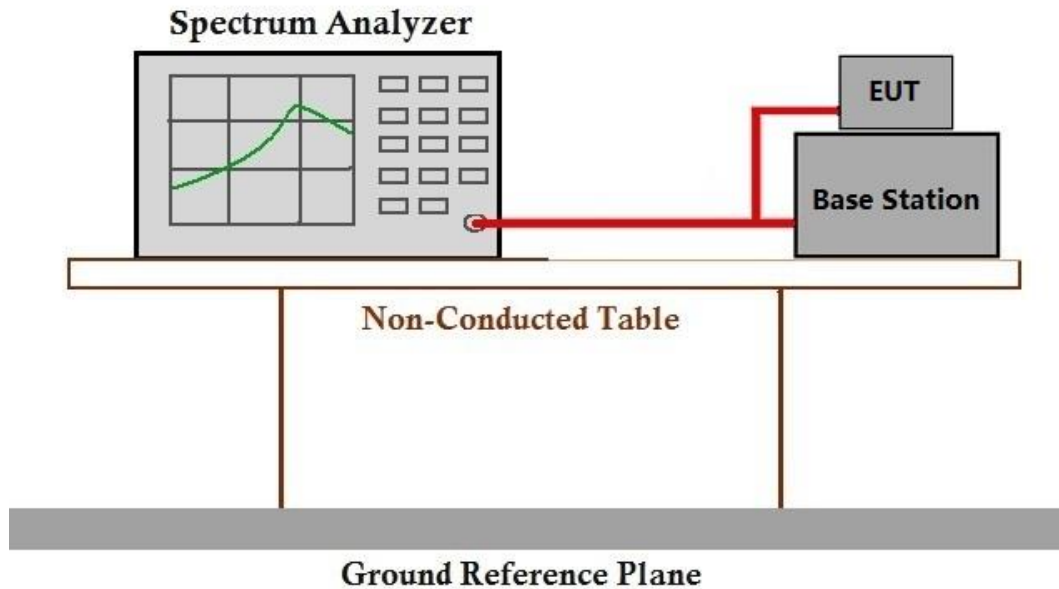 Spectrum Analyzer
EUT
Base Station
Non-Conducted Table
Ground Reference Plane